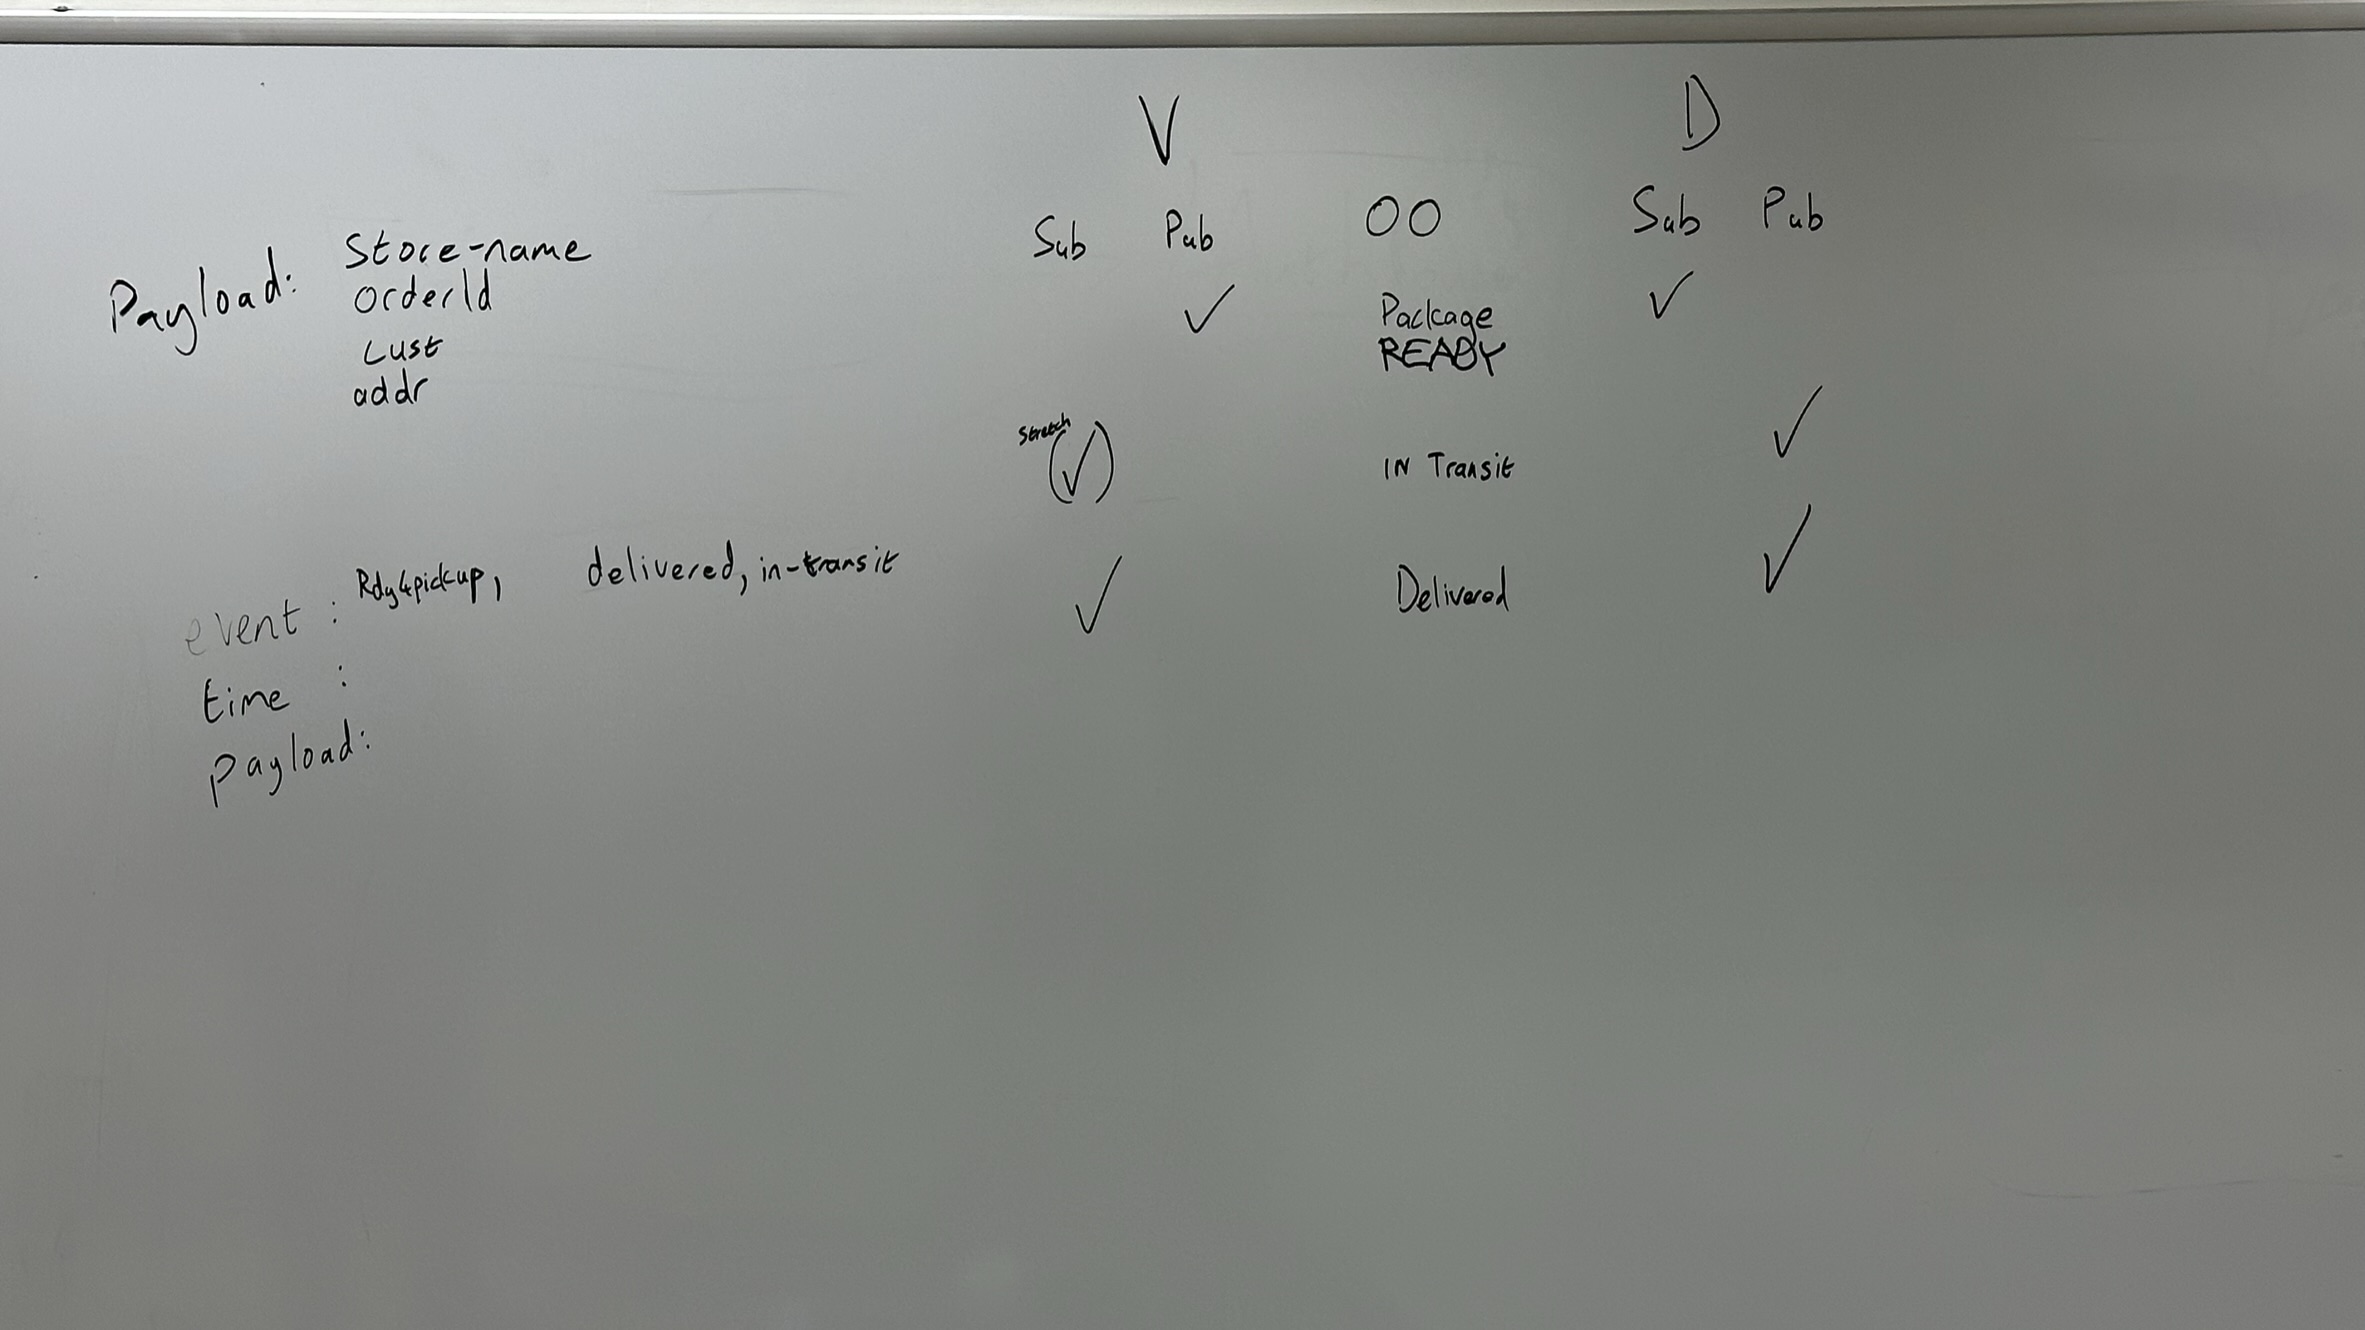 V D
Sub Pub OO Sub Pub
Payload: Store-name
OrderId
Cust
addr
✓ Package ✓
READY
Stretch
(✓) IN Transit ✓
event : Rdy4pickup, delivered, in-transit
✓ Delivered ✓
time :
Payload: